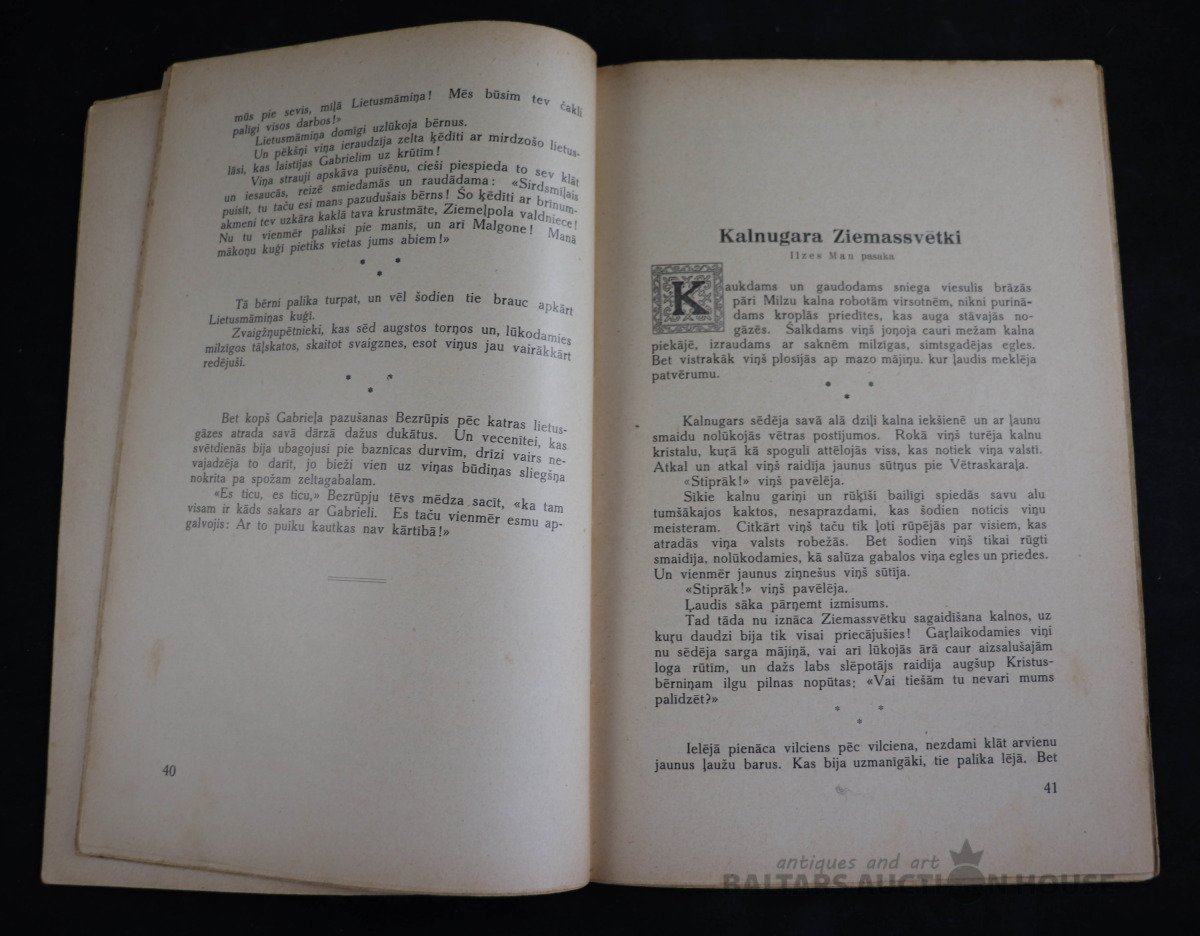 mūs pie sevis, miļā Lietusmāmiņa! Mēs būsim tev čakli
palīgi visos darbos!»
Lietusmāmiņa domīgi uzlūkoja bērnus.
Un pēkšņi viņa ieraudzīja zelta ķēdīti ar mirdzošo lietus-
lāsi, kas laistījas Gabrielim uz krūtīm!
Viņa strauji apskāva puisēnu, cieši piespieda to sev klāt
un iesaucās, reizē smiedamās un raudādama: «Sirdsmīļais
puisīt, tu taču esi mans pazudušais bērns! Šo ķēdīti ar brīnum-
akmeni tev uzkāra kaklā tava krustmāte, Ziemeļpola valdniece!
Nu tu vienmēr paliksi pie manis, un arī Malgone! Manā
mākoņu kuģī pietiks vietas jums abiem!»
* * *
Tā bērni palika turpat, un vēl šodien tie brauc apkārt
Lietusmāmiņas kuģī.
Zvaigžņupētnieki, kas sēd augstos torņos un, lūkodamies
milzīgos tāļskatos, skaitot svaigznes, esot viņus jau vairākkārt
redējuši.
* * *
Bet kopš Gabrieļa pazušanas Bezrūpis pēc katras lietus-
gāzes atrada savā dārzā dažus dukātus. Un vecenītei, kas
svētdienās bija ubagojusi pie baznīcas durvīm, drīzi vairs ne-
vajadzēja to darīt, jo bieži vien uz viņas būdiņas sliegšņa
nokrita pa spožam zeltagabalam.
«Es ticu, es ticu,» Bezrūpju tēvs mēdza sacīt, «ka tam
visam ir kāds sakars ar Gabrieli. Es taču vienmēr esmu ap-
galvojis: Ar to puiku kautkas nav kārtībā!»
40
Kalnugara Ziemassvētki
Ilzes Man pasaka
Kaukdams un gaudodams sniega viesulis brāzās
pāri Milzu kalna robotām virsotnēm, nikni purinā-
dams kroplās priedītes, kas auga stāvajās no-
gāzēs. Šalkdams viņš joņoja cauri mežam kalna
piekājē, izraudams ar saknēm milzīgas, simtsgadējas egles.
Bet vistrakāk viņš plosījās ap mazo mājiņu. kur ļaudis meklēja
patvērumu.
* * *
Kalnugars sēdēja savā alā dziļi kalna iekšienē un ar ļaunu
smaidu nolūkojās vētras postījumos. Rokā viņš turēja kalnu
kristalu, kuŗā kā spogulī attēlojās viss, kas notiek viņa valstī.
Atkal un atkal viņš raidīja jaunus sūtņus pie Vētraskaraļa.
«Stiprāk!» viņš pavēlēja.
Sīkie kalnu gariņi un rūķīši bailīgi spiedās savu alu
tumšākajos kaktos, nesaprazdami, kas šodien noticis viņu
meisteram. Citkārt viņš taču tik ļoti rūpējās par visiem, kas
atradās viņa valsts robežās. Bet šodien viņš tikai rūgti
smaidīja, nolūkodamies, kā salūza gabalos viņa egles un priedes.
Un vienmēr jaunus ziņnešus viņš sūtīja.
«Stiprāk!» viņš pavēlēja.
Ļaudis sāka pārņemt izmisums.
Tad tāda nu iznāca Ziemassvētku sagaidīšana kalnos, uz
kuŗu daudzi bija tik visai priecājušies! Gaŗlaikodamies viņi
nu sēdēja sarga mājiņā, vai arī lūkojās ārā caur aizsalušajām
loga rūtīm, un dažs labs slēpotājs raidīja augšup Kristus-
bērniņam ilgu pilnas nopūtas: «Vai tiešām tu nevari mums
palīdzēt?»
* * *
Ielējā pienāca vilciens pēc vilciena, nezdami klāt arvienu
jaunus ļaužu barus. Kas bija uzmanīgāki, tie palika lējā. Bet
41
antiques and art
BALTARS AUCTION HOUSE